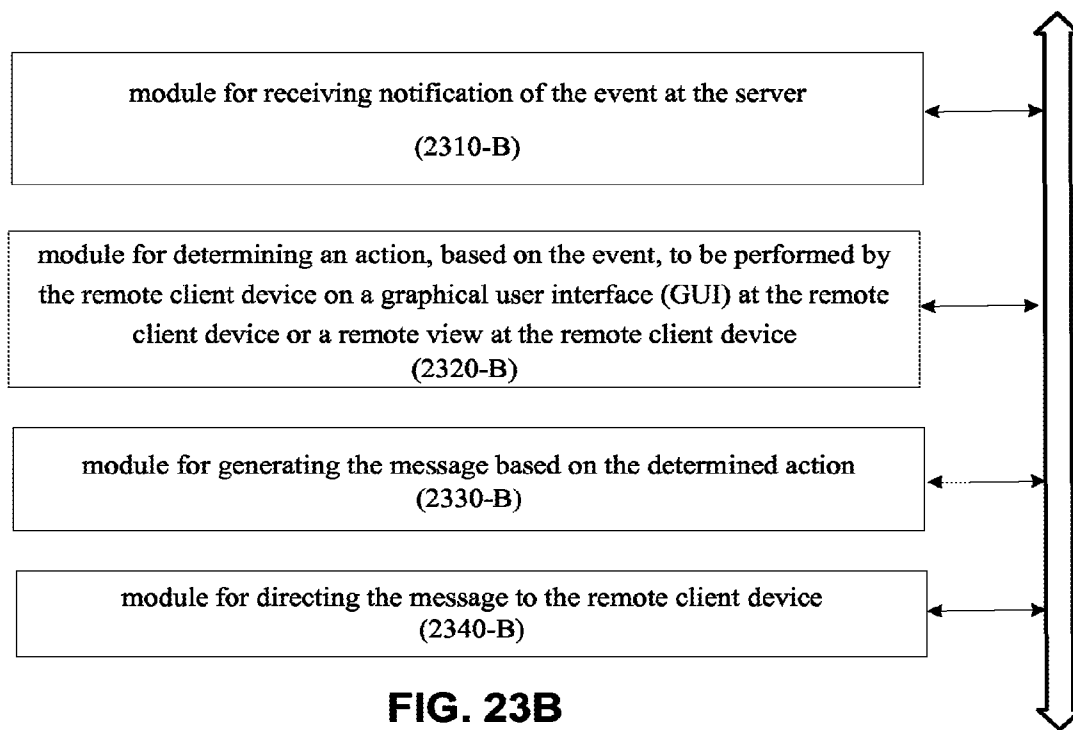 module for receiving notification of the event at the server
(2310-B)
module for determining an action, based on the event, to be performed by
the remote client device on a graphical user interface (GUI) at the remote
client device or a remote view at the remote client device
(2320-B)
module for generating the message based on the determined action
(2330-B)
module for directing the message to the remote client device
(2340-B)
FIG. 23B